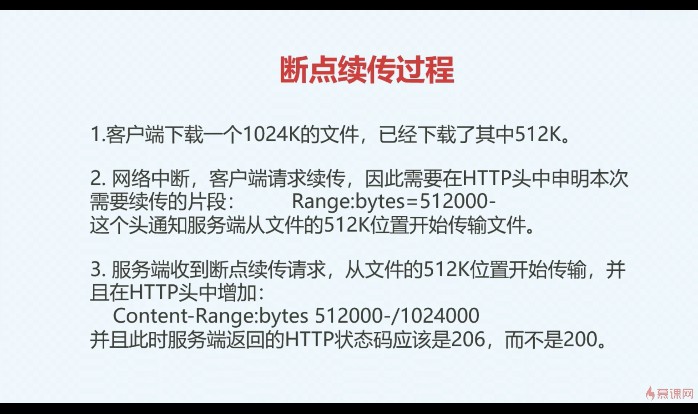 断点续传过程
1.客户端下载一个1024K的文件，已经下载了其中512K。
2. 网络中断，客户端请求续传，因此需要在HTTP头中申明本次
需要续传的片段： Range:bytes=512000-
这个头通知服务端从文件的512K位置开始传输文件。
3. 服务端收到断点续传请求，从文件的512K位置开始传输，并
且在HTTP头中增加：
Content-Range:bytes 512000-/1024000
并且此时服务端返回的HTTP状态码应该是206，而不是200。
慕课网